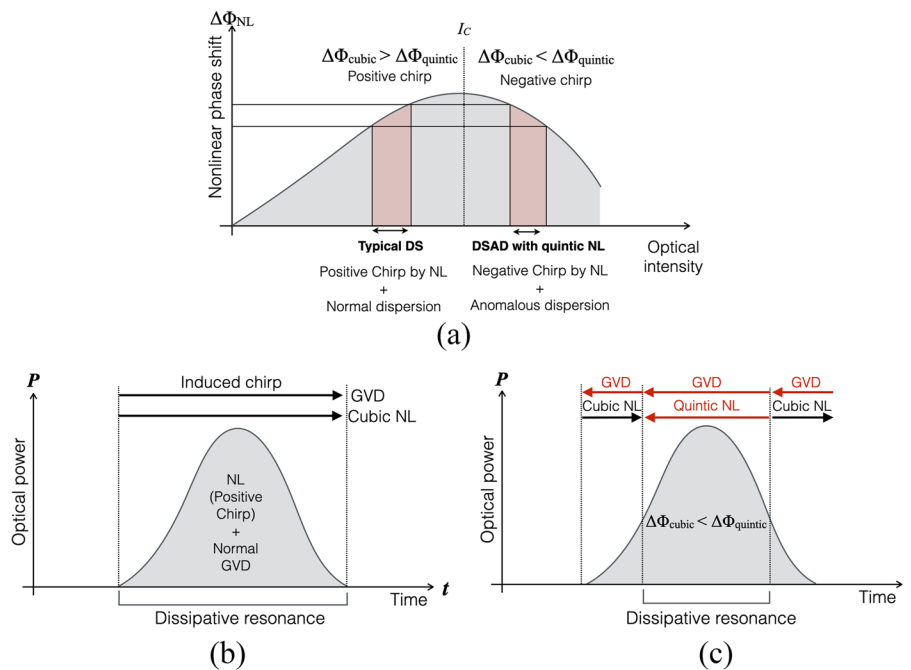 ΔΦNL
Nonlinear phase shift
IC
ΔΦcubic > ΔΦquintic
Positive chirp
ΔΦcubic < ΔΦquintic
Negative chirp
Typical DS
Positive Chirp by NL
+
Normal dispersion
DSAD with quintic NL
Negative Chirp by NL
+
Anomalous dispersion
Optical
intensity
(a)
P
Optical power
Induced chirp
GVD
Cubic NL
NL
(Positive
Chirp)
+
Normal
GVD
t
Time
Dissipative resonance
(b)
P
Optical power
GVD
GVD
GVD
Cubic NL
Quintic NL
Cubic NL
ΔΦcubic < ΔΦquintic
t
Time
Dissipative resonance
(c)